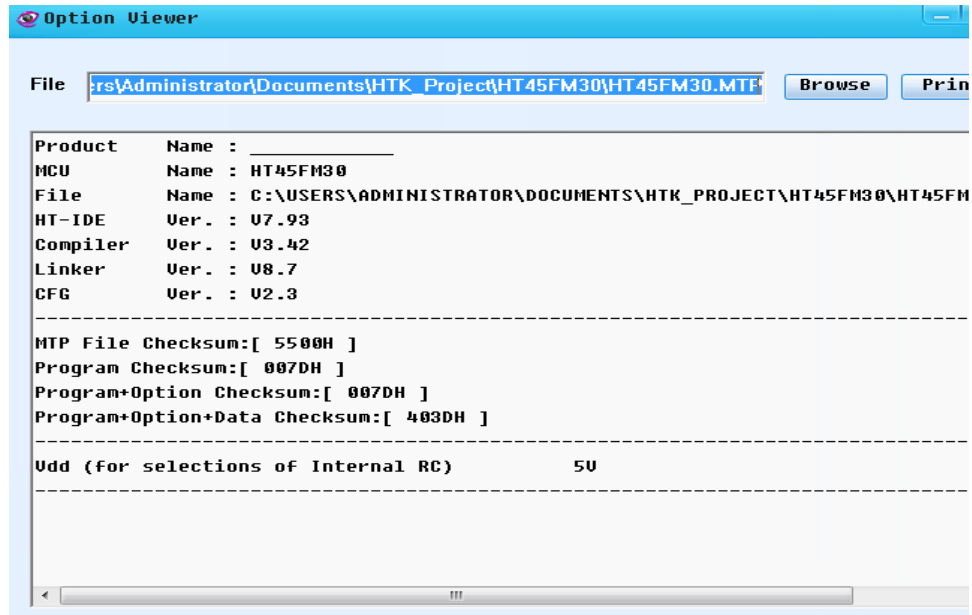 Option Viewer
File ers\Administrator\Documents\HTK_Project\HT45FM30\HT45FM30.MTP Browse Prin
Product Name : ____________
MCU Name : HT45FM30
File Name : C:\USERS\ADMINISTRATOR\DOCUMENTS\HTK_PROJECT\HT45FM30\HT45FM
HT-IDE Ver. : V7.93
Compiler Ver. : V3.42
Linker Ver. : V8.7
CFG Ver. : V2.3
MTP File Checksum:[ 5500H ]
Program Checksum:[ 007DH ]
Program+Option Checksum:[ 007DH ]
Program+Option+Data Checksum:[ 403DH ]
Vdd (for selections of Internal RC) 5V